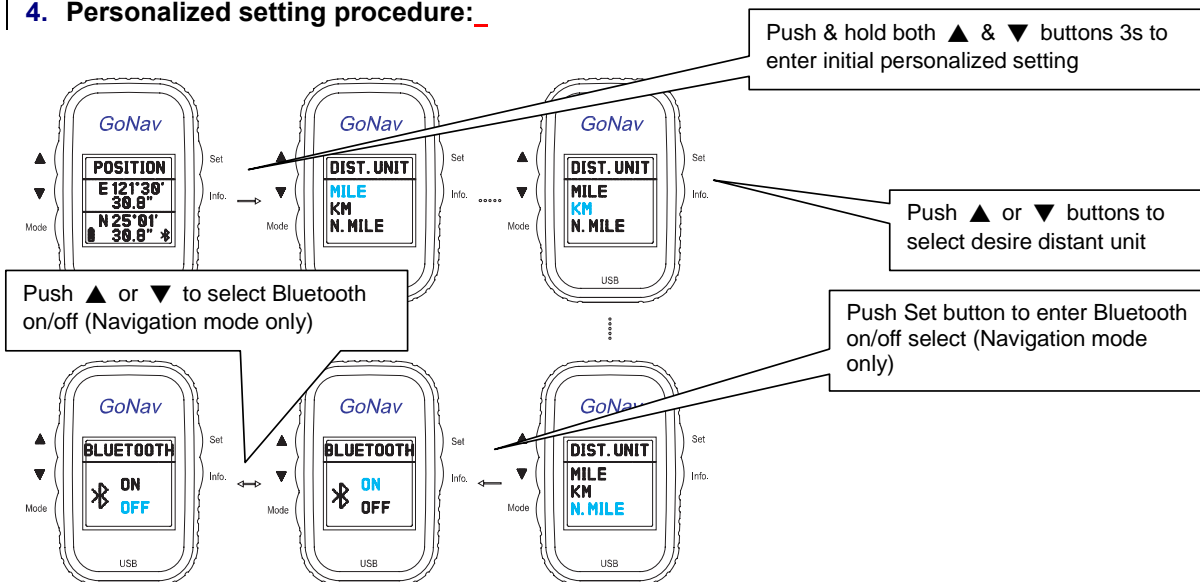 4. Personalized setting procedure:
Push & hold both ▲ & ▼ buttons 3s to
enter initial personalized setting
GoNav
POSITION
E 121°30'
30.8"
N 25°01'
30.8"
▲
▼
Mode
Set
Info.
GoNav
DIST. UNIT
MILE
KM
N. MILE
▲
▼
Mode
Set
Info.
GoNav
DIST. UNIT
MILE
KM
N. MILE
USB
▲
▼
Mode
Set
Info.
Push ▲ or ▼ buttons to
select desire distant unit
Push ▲ or ▼ to select Bluetooth
on/off (Navigation mode only)
Push Set button to enter Bluetooth
on/off select (Navigation mode
only)
GoNav
BLUETOOTH
ON
OFF
USB
▲
▼
Mode
Set
Info.
GoNav
BLUETOOTH
ON
OFF
USB
▲
▼
Mode
Set
Info.
GoNav
DIST. UNIT
MILE
KM
N. MILE
USB
▲
▼
Mode
Set
Info.